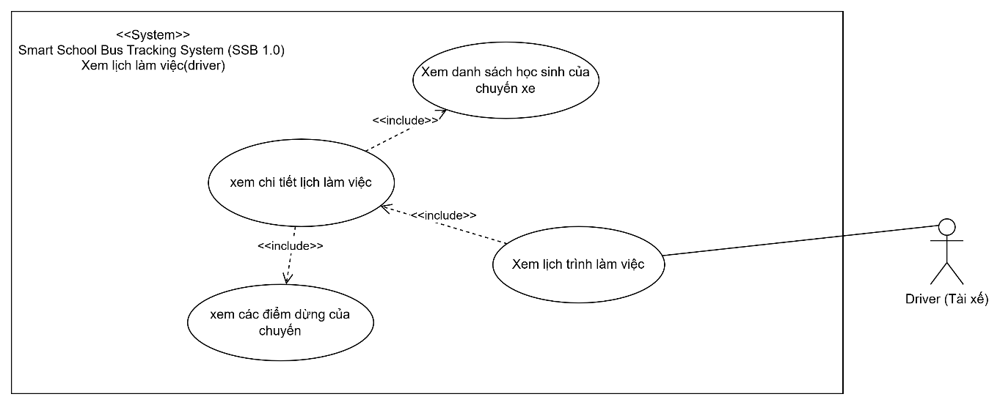 <<System>>
Smart School Bus Tracking System (SSB 1.0)
Xem lịch làm việc(driver)
Xem danh sách học sinh của
chuyến xe
<<include>>
xem chi tiết lịch làm việc
<<include>>
<<include>>
Xem lịch trình làm việc
xem các điểm dừng của
chuyến
Driver (Tài xế)